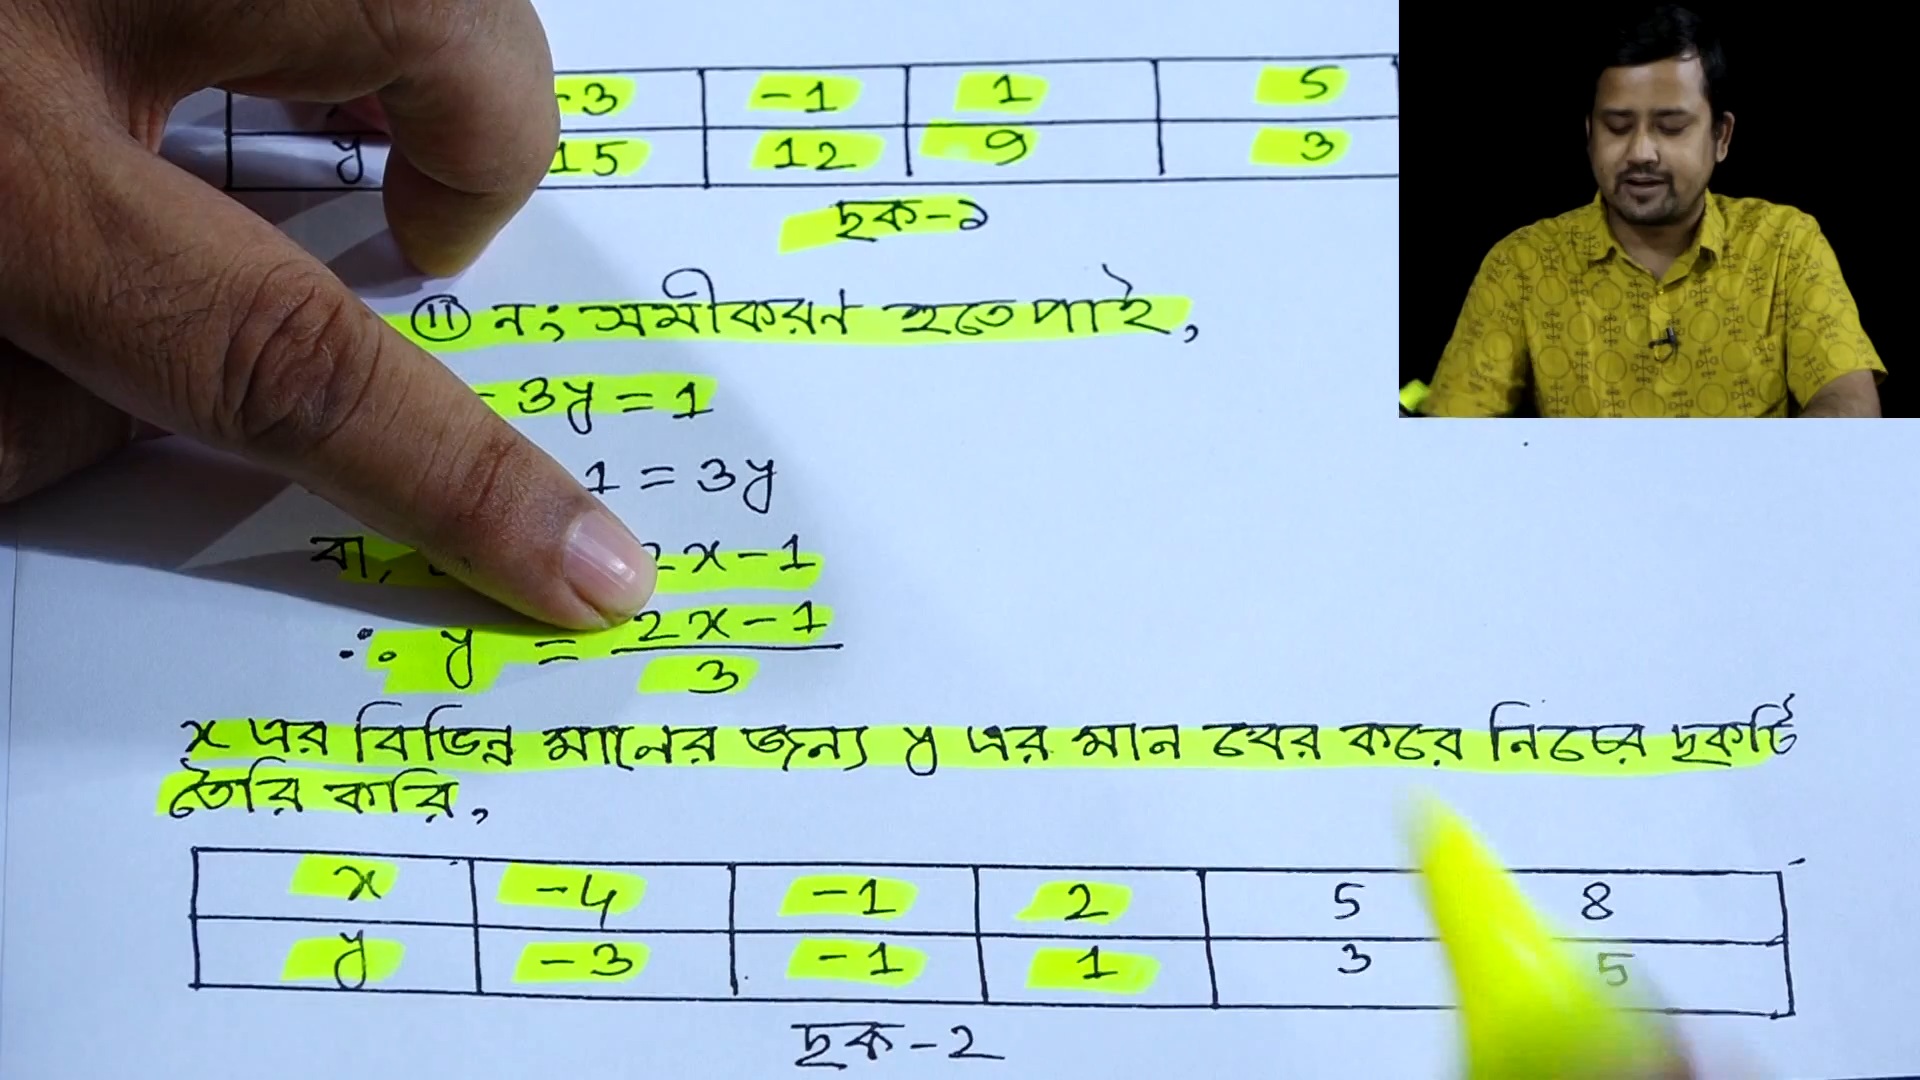 -3 -1 1 5
y 15 12 9 3
ছক-১
(ii) নং সমীকরণ হতে পাই,
- 3y = 1
1 = 3y
বা, 2x-1
∴ y = 2x-1
3
x এর বিভিন্ন মানের জন্য y এর মান বের করে নিচের ছকটি
তৈরি করি,
x -4 -1 2 5 8
y -3 -1 1 3 5
ছক-2